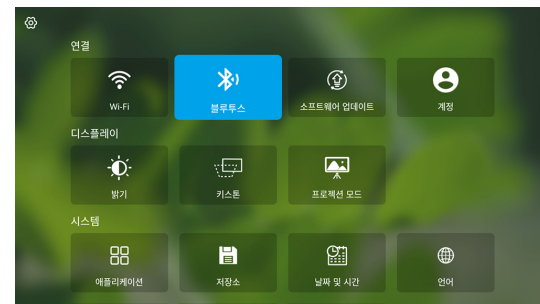 연결
Wi-Fi
블루투스
소프트웨어 업데이트
계정
디스플레이
밝기
키스톤
프로젝션 모드
시스템
애플리케이션
저장소
날짜 및 시간
언어